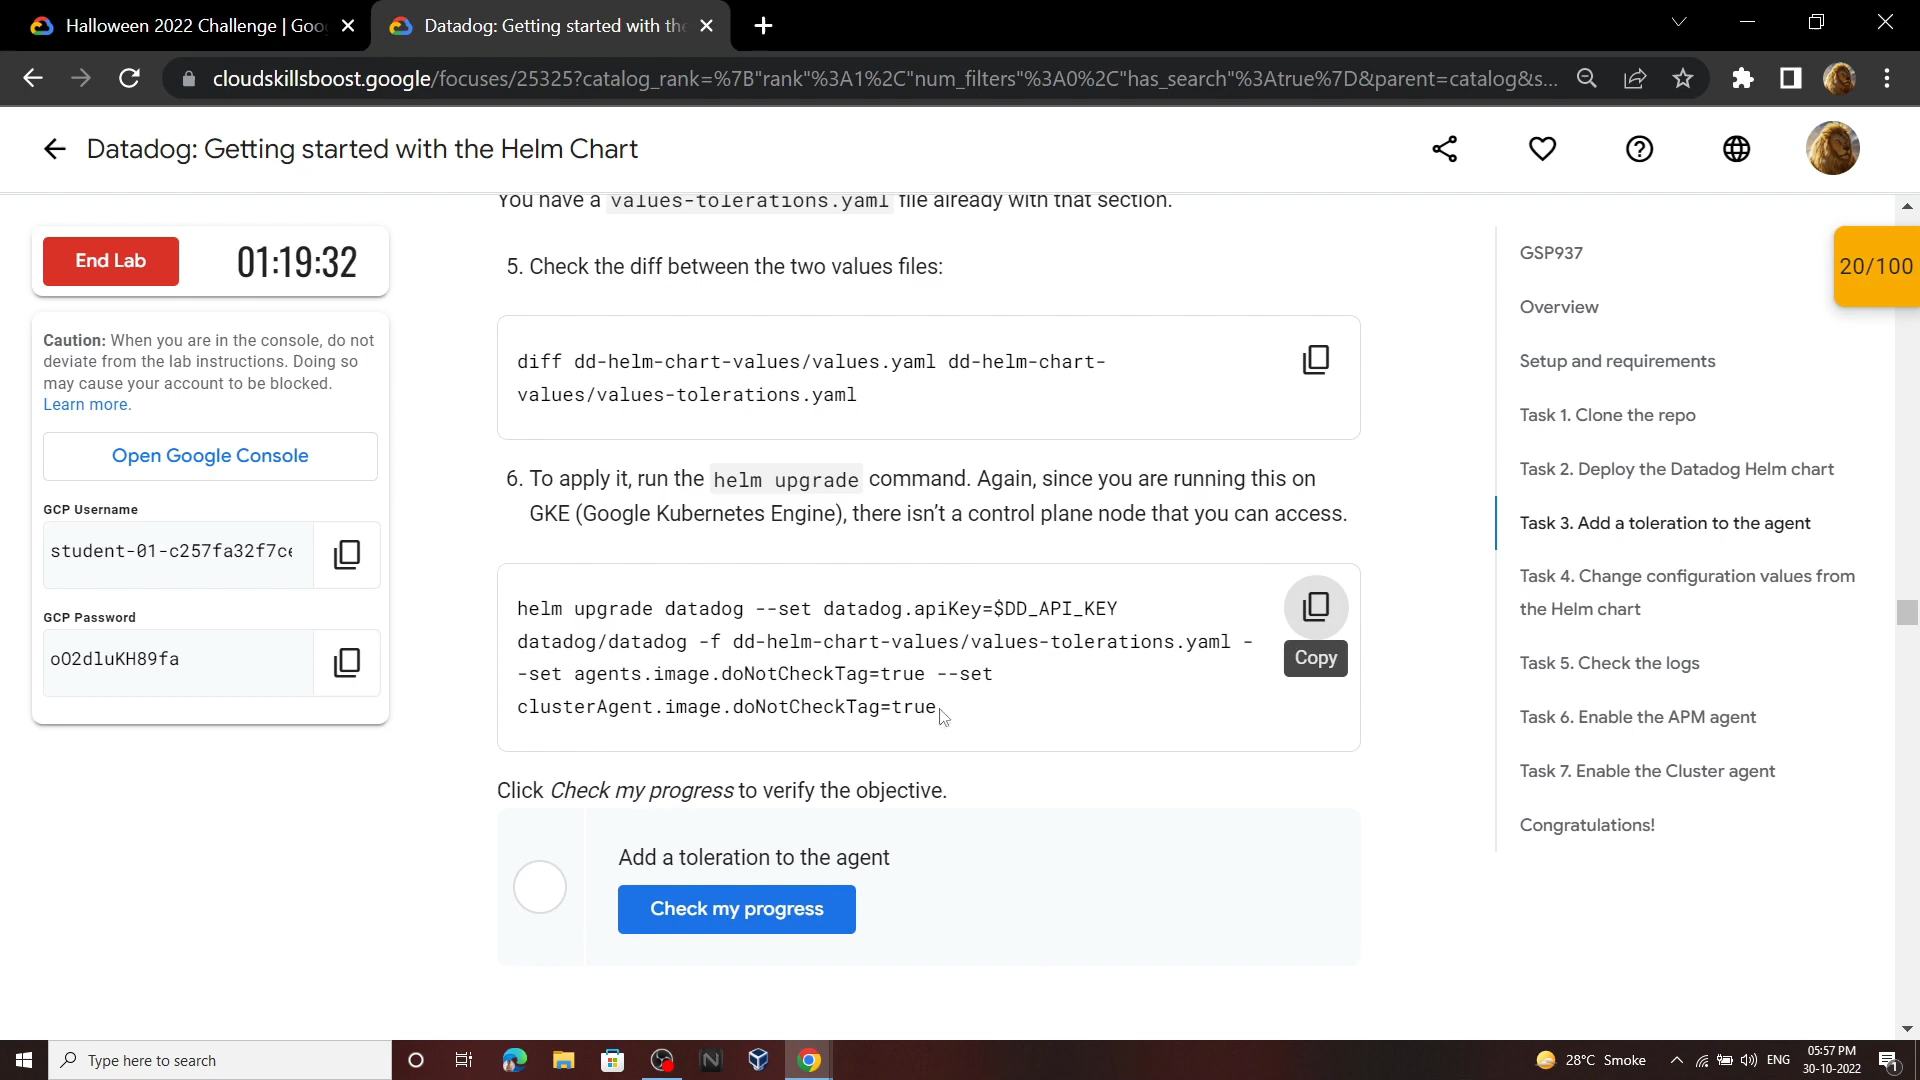 Halloween 2022 Challenge | Goo
Datadog: Getting started with the
cloudskillsboost.google/focuses/25325?catalog_rank=%7B"rank"%3A1%2C"num_filters"%3A0%2C"has_search"%3Atrue%7D&parent=catalog&s...
Datadog: Getting started with the Helm Chart
You have a values-tolerations.yaml file already with that section.
End Lab
01:19:32
Caution: When you are in the console, do not
deviate from the lab instructions. Doing so
may cause your account to be blocked.
Learn more.
Open Google Console
GCP Username
student-01-c257fa32f7ce
GCP Password
oO2dluKH89fa
5. Check the diff between the two values files:
diff dd-helm-chart-values/values.yaml dd-helm-chart-
values/values-tolerations.yaml
6. To apply it, run the helm upgrade command. Again, since you are running this on
GKE (Google Kubernetes Engine), there isn't a control plane node that you can access.
helm upgrade datadog --set datadog.apiKey=$DD_API_KEY
datadog/datadog -f dd-helm-chart-values/values-tolerations.yaml -
-set agents.image.doNotCheckTag=true --set
clusterAgent.image.doNotCheckTag=true
Copy
Click Check my progress to verify the objective.
Add a toleration to the agent
Check my progress
GSP937
Overview
Setup and requirements
Task 1. Clone the repo
Task 2. Deploy the Datadog Helm chart
Task 3. Add a toleration to the agent
Task 4. Change configuration values from
the Helm chart
Task 5. Check the logs
Task 6. Enable the APM agent
Task 7. Enable the Cluster agent
Congratulations!
20/100
Type here to search
28°C Smoke
ENG
05:57 PM
30-10-2022
1